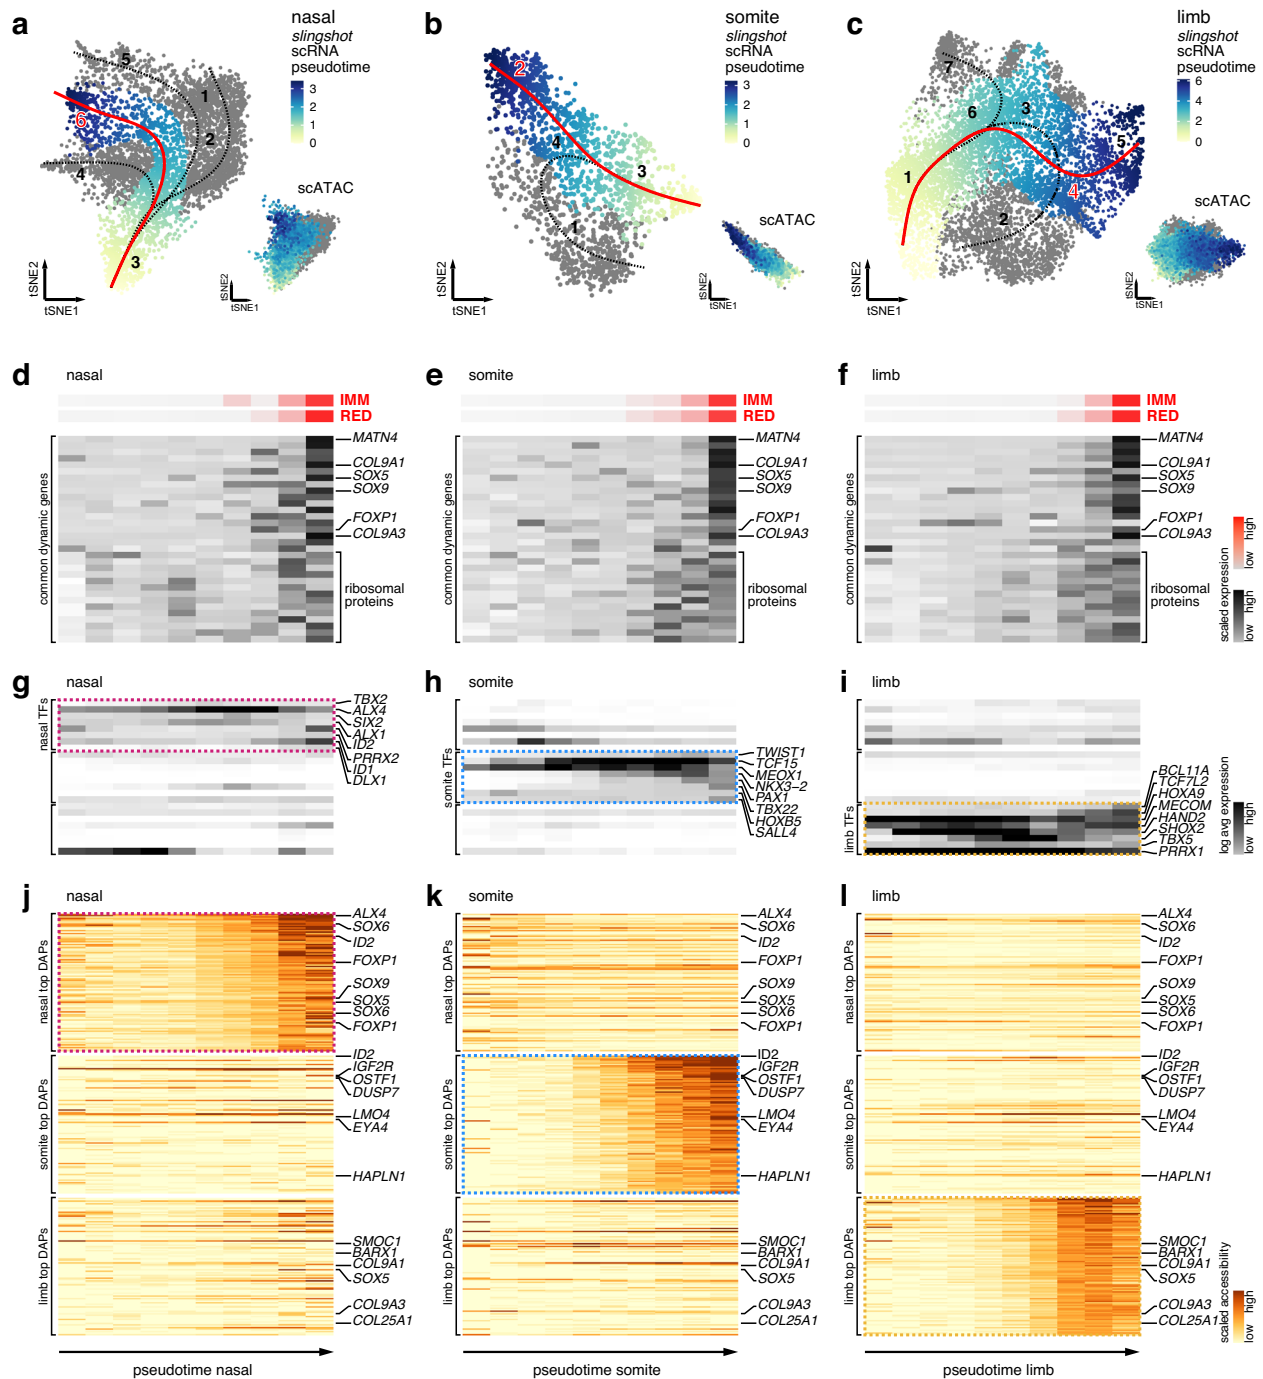 a
nasal
slingshot
scRNA
pseudotime
3
2
1
0
5
1
2
6
4
3
scATAC
tSNE2
tSNE1
tSNE2
tSNE1
b
somite
slingshot
scRNA
pseudotime
3
2
1
0
2
4
3
1
scATAC
tSNE2
tSNE1
tSNE2
tSNE1
c
limb
slingshot
scRNA
pseudotime
6
4
2
0
7
6
3
5
1
4
2
scATAC
tSNE2
tSNE1
tSNE2
tSNE1
d
nasal
IMM
RED
common dynamic genes
MATN4
COL9A1
SOX5
SOX9
FOXP1
COL9A3
ribosomal
proteins
e
somite
IMM
RED
common dynamic genes
MATN4
COL9A1
SOX5
SOX9
FOXP1
COL9A3
ribosomal
proteins
f
limb
IMM
RED
common dynamic genes
MATN4
COL9A1
SOX5
SOX9
FOXP1
COL9A3
ribosomal
proteins
scaled expression
low high
low high
g
nasal
nasal TFs
TBX2
ALX4
SIX2
ALX1
ID2
PRRX2
ID1
DLX1
h
somite
somite TFs
TWIST1
TCF15
MEOX1
NKX3−2
PAX1
TBX22
HOXB5
SALL4
i
limb
limb TFs
BCL11A
TCF7L2
HOXA9
MECOM
HAND2
SHOX2
TBX5
PRRX1
log avg expression
low high
j
nasal
nasal top DAPs
somite top DAPs
limb top DAPs
ALX4
SOX6
ID2
FOXP1
SOX9
SOX5
SOX6
FOXP1
ID2
IGF2R
OSTF1
DUSP7
LMO4
EYA4
HAPLN1
SMOC1
BARX1
COL9A1
SOX5
COL9A3
COL25A1
pseudotime nasal
k
somite
nasal top DAPs
somite top DAPs
limb top DAPs
ALX4
SOX6
ID2
FOXP1
SOX9
SOX5
SOX6
FOXP1
ID2
IGF2R
OSTF1
DUSP7
LMO4
EYA4
HAPLN1
SMOC1
BARX1
COL9A1
SOX5
COL9A3
COL25A1
pseudotime somite
l
limb
nasal top DAPs
somite top DAPs
limb top DAPs
ALX4
SOX6
ID2
FOXP1
SOX9
SOX5
SOX6
FOXP1
ID2
IGF2R
OSTF1
DUSP7
LMO4
EYA4
HAPLN1
SMOC1
BARX1
COL9A1
SOX5
COL9A3
COL25A1
pseudotime limb
scaled accessibility
low high